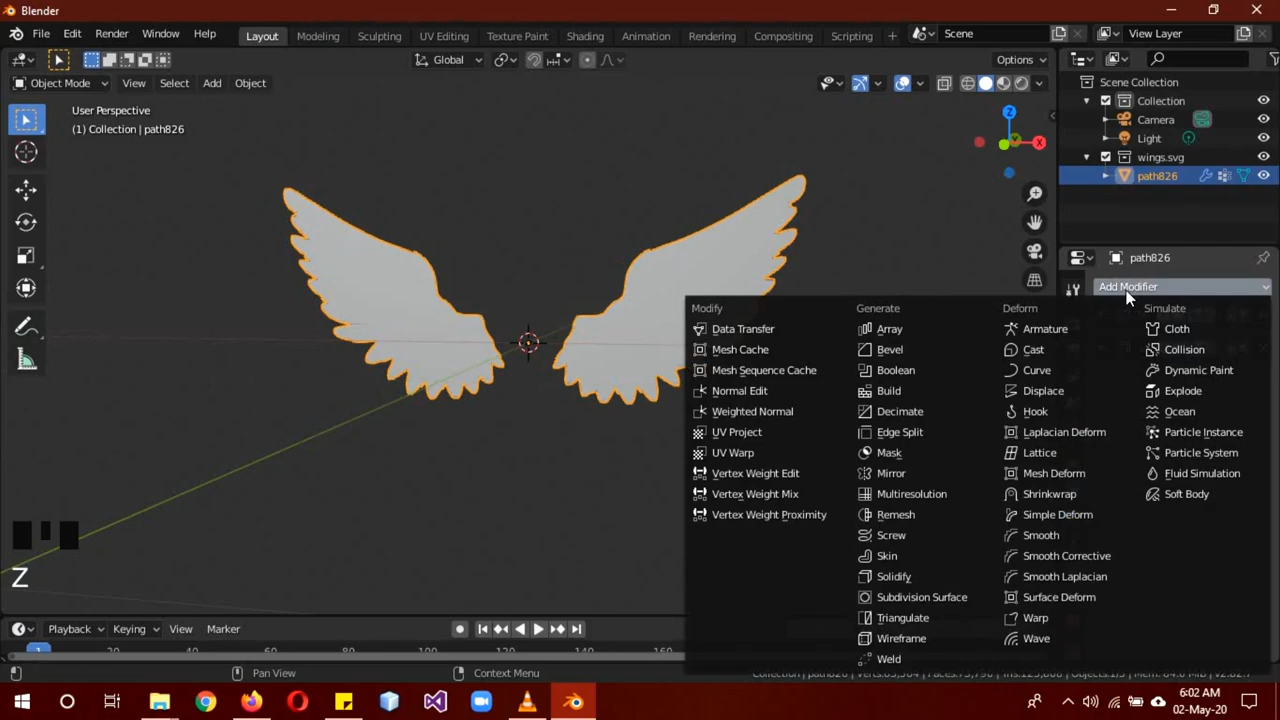 Blender
File Edit Render Window Help Layout Modeling Sculpting UV Editing Texture Paint Shading Animation Rendering Compositing Scripting + Scene View Layer
Global Options
Object Mode View Select Add Object
Scene Collection
Collection
Camera
Light
wings.svg
path826
User Perspective
(1) Collection | path826
Z
X
path826
Add Modifier
Modify
Data Transfer
Mesh Cache
Mesh Sequence Cache
Normal Edit
Weighted Normal
UV Project
UV Warp
Vertex Weight Edit
Vertex Weight Mix
Vertex Weight Proximity
Generate
Array
Bevel
Boolean
Build
Decimate
Edge Split
Mask
Mirror
Multiresolution
Remesh
Screw
Skin
Solidify
Subdivision Surface
Triangulate
Wireframe
Weld
Deform
Armature
Cast
Curve
Displace
Hook
Laplacian Deform
Lattice
Mesh Deform
Shrinkwrap
Simple Deform
Smooth
Smooth Corrective
Smooth Laplacian
Surface Deform
Warp
Wave
Simulate
Cloth
Collision
Dynamic Paint
Explode
Ocean
Particle Instance
Particle System
Fluid Simulation
Soft Body
Z
Playback Keying View Marker
1 20 40 60 80 100 120 140 160
Pan View Context Menu
6:02 AM
02-May-20